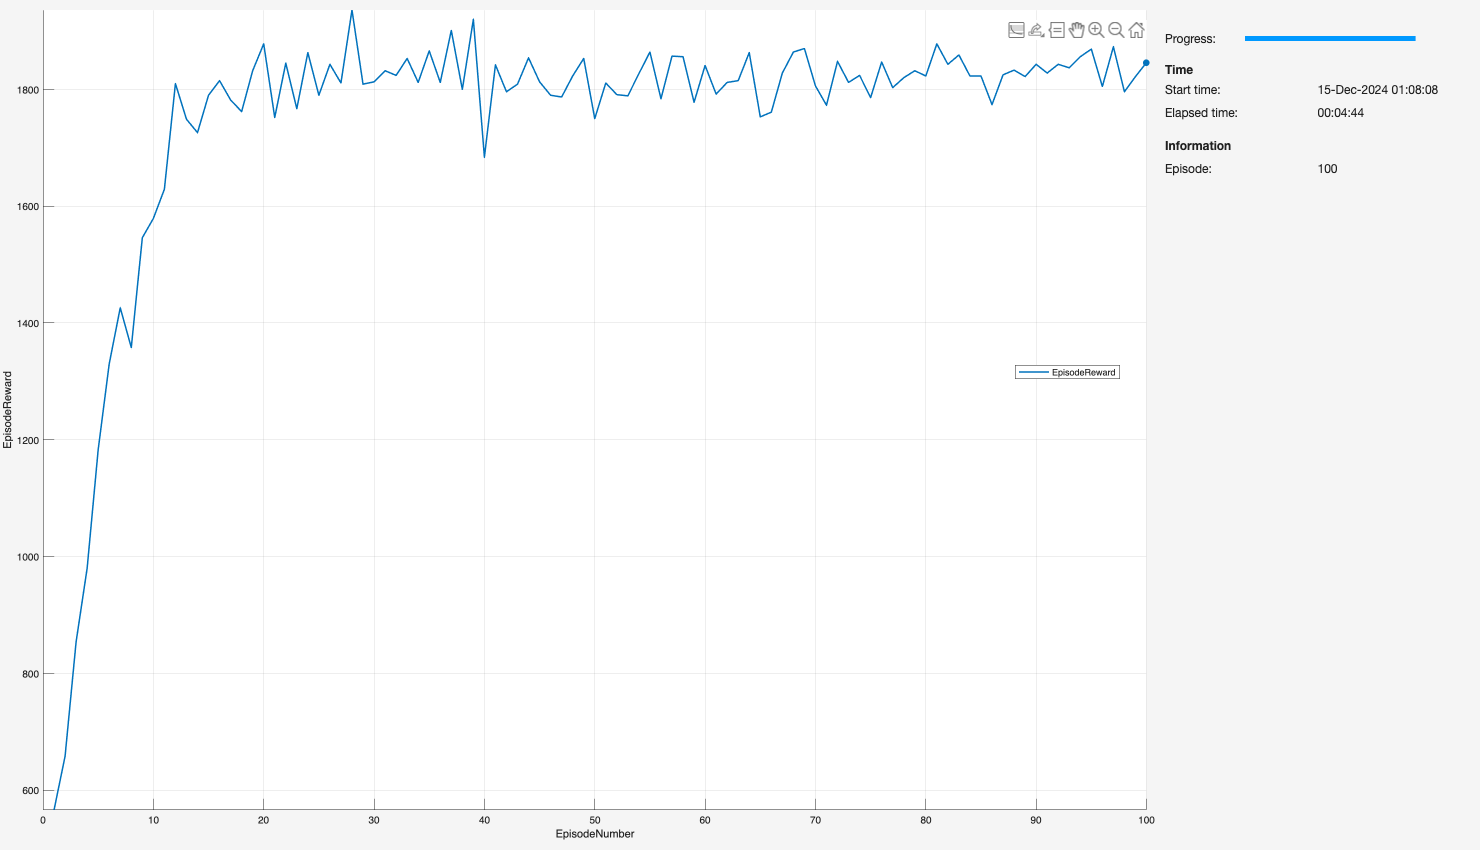 Progress:
Time
Start time: 15-Dec-2024 01:08:08
Elapsed time: 00:04:44
Information
Episode: 100
EpisodeReward
1800
1600
1400
1200
1000
800
600
EpisodeReward
0 10 20 30 40 50 60 70 80 90 100
EpisodeNumber